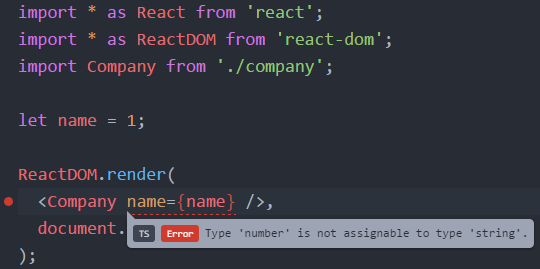 import * as React from 'react';
import * as ReactDOM from 'react-dom';
import Company from './company';
let name = 1;
ReactDOM.render(
<Company name={name} />,
document.
TS Error Type 'number' is not assignable to type 'string'.
);